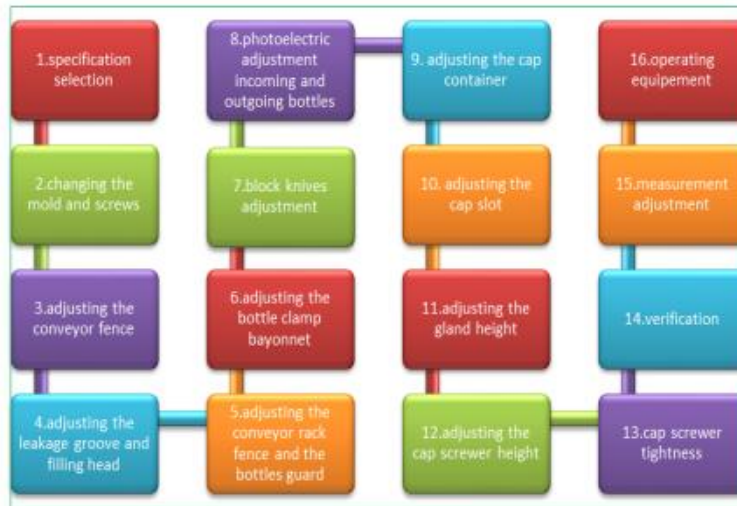 1.specification
selection
2.changing the
mold and screws
3.adjusting the
conveyor fence
4.adjusting the
leakage groove and
filling head
5.adjusting the
conveyor rack
fence and the
bottles guard
6.adjusting the
bottle clamp
bayonnet
7.block knives
adjustment
8.photoelectric
adjustment
incoming and
outgoing bottles
9. adjusting the cap
container
10. adjusting the
cap slot
11.adjusting the
gland height
12.adjusting the
cap screwer height
13.cap screwer
tightness
14.verification
15.measurement
adjustment
16.operating
equipement